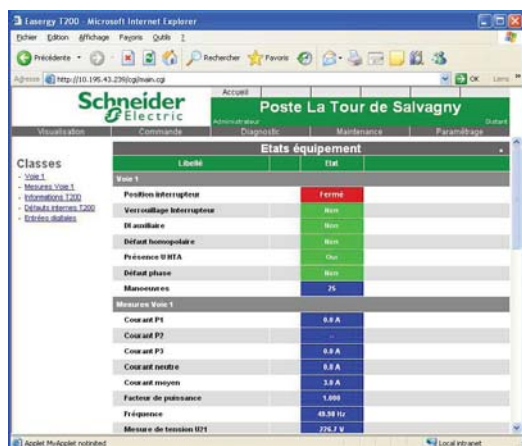 Easergy T200 - Microsoft Internet Explorer
Fichier Edition Affichage Favoris Outils ?
Précédente Rechercher Favoris
Adresse http://10.195.43.239/cgi/main.cgi OK Liens »
Schneider Electric
Accueil
Poste La Tour de Salvagny
Administrateur Distant
Visualisation Commande Diagnostic Maintenance Paramétrage
Etats équipement
Classes
- Voie 1
- Mesures Voie 1
- Informations T200
- Défauts internes T200
- Entrées digitales
Libellé Etat
Voie 1
Position interrupteur Fermé
Verrouillage Interrupteur Non
DI auxiliaire Non
Défaut homopolaire Non
Présence U HTA Oui
Défaut phase Non
Manoeuvres 25
Mesures Voie 1
Courant P1 0.0 A
Courant P2 --
Courant P3 0.0 A
Courant neutre 0.0 A
Courant moyen 3.0 A
Facteur de puissance 1.000
Fréquence 49.98 Hz
Mesure de tension U21 226.7 V
Applet MyApplet notinited Local intranet